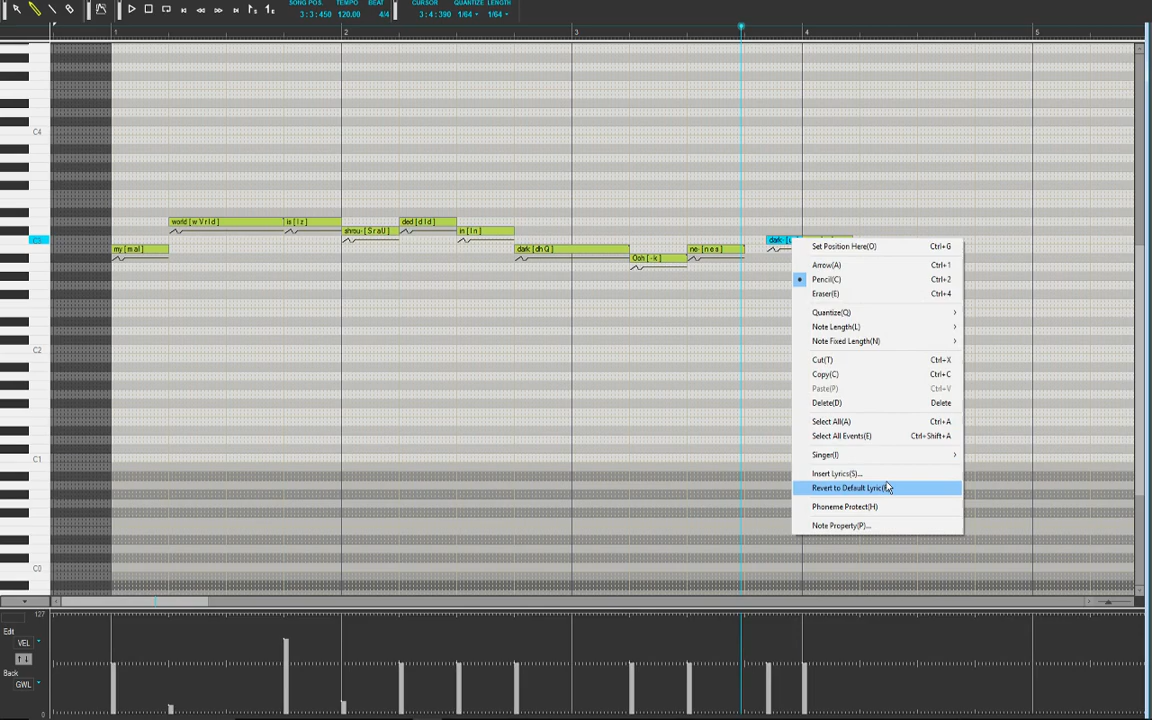 SONG POS. TEMPO BEAT CURSOR QUANTIZE LENGTH
3 : 3 : 450 120.00 4/4 3 : 4 : 390 1/64 1/64
1 2 3 4 5
C4
world [ w V r l d ] is [ I z ] ded [ d I d ]
shrou- [ S r aU ] in [ I n ]
C3 dark-
my [ m aI ] dark [ dh Q ] ne- [ n e s ]
Ooh [ - k ]
Set Position Here(O) Ctrl+G
Arrow(A) Ctrl+1
Pencil(C) Ctrl+2
Eraser(E) Ctrl+4
Quantize(Q)
Note Length(L)
Note Fixed Length(N)
C2
Cut(T) Ctrl+X
Copy(C) Ctrl+C
Paste(P) Ctrl+V
Delete(D) Delete
Select All(A) Ctrl+A
Select All Events(E) Ctrl+Shift+A
C1
Singer(I)
Insert Lyrics(S)...
Revert to Default Lyric(
Phoneme Protect(H)
Note Property(P)...
C0
127
Edit
VEL
Back
GWL
0